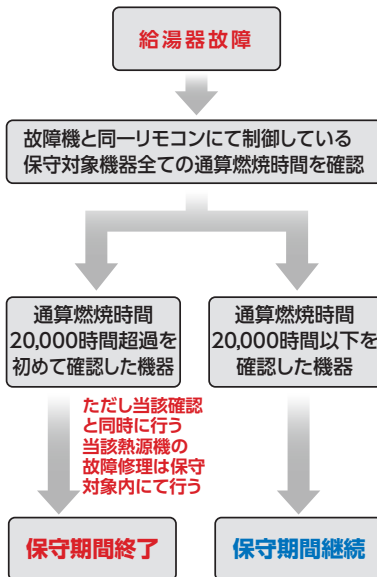 給湯器故障
故障機と同一リモコンにて制御している
保守対象機器全ての通算燃焼時間を確認
通算燃焼時間
20,000時間超過を
初めて確認した機器
通算燃焼時間
20,000時間以下を
確認した機器
ただし当該確認
と同時に行う
当該熱源機の
故障修理は保守
対象内にて行う
保守期間終了
保守期間継続